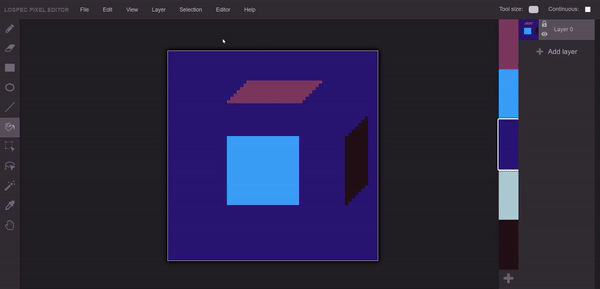 LOSPEC PIXEL EDITOR File Edit View Layer Selection Editor Help Tool size: Continuous:
Layer 0
Add layer